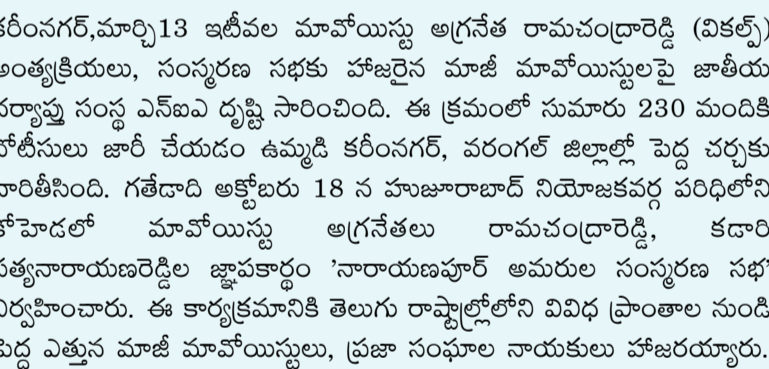 కరీంనగర్,మార్చి13 ఇటీవల మావోయిస్టు అగ్రనేత రామచంద్రారెడ్డి (వికల్ప్)
అంత్యక్రియలు, సంస్మరణ సభకు హాజరైన మాజీ మావోయిస్టులపై జాతీయ
దర్యాప్తు సంస్థ ఎన్ఐఎ దృష్టి సారించింది. ఈ క్రమంలో సుమారు 230 మందికి
నోటీసులు జారీ చేయడం ఉమ్మడి కరీంనగర్, వరంగల్ జిల్లాల్లో పెద్ద చర్చకు
దారితీసింది. గతేడాది అక్టోబరు 18 న హుజూరాబాద్ నియోజకవర్గ పరిధిలోని
కోహెడలో మావోయిస్టు అగ్రనేతలు రామచంద్రారెడ్డి, కడారి
సత్యనారాయణరెడ్డిల జ్ఞాపకార్థం 'నారాయణపూర్ అమరుల సంస్మరణ సభ'
నిర్వహించారు. ఈ కార్యక్రమానికి తెలుగు రాష్ట్రాల్లోలోని వివిధ ప్రాంతాల నుండి
పెద్ద ఎత్తున మాజీ మావోయిస్టులు, ప్రజా సంఘాల నాయకులు హాజరయ్యారు.